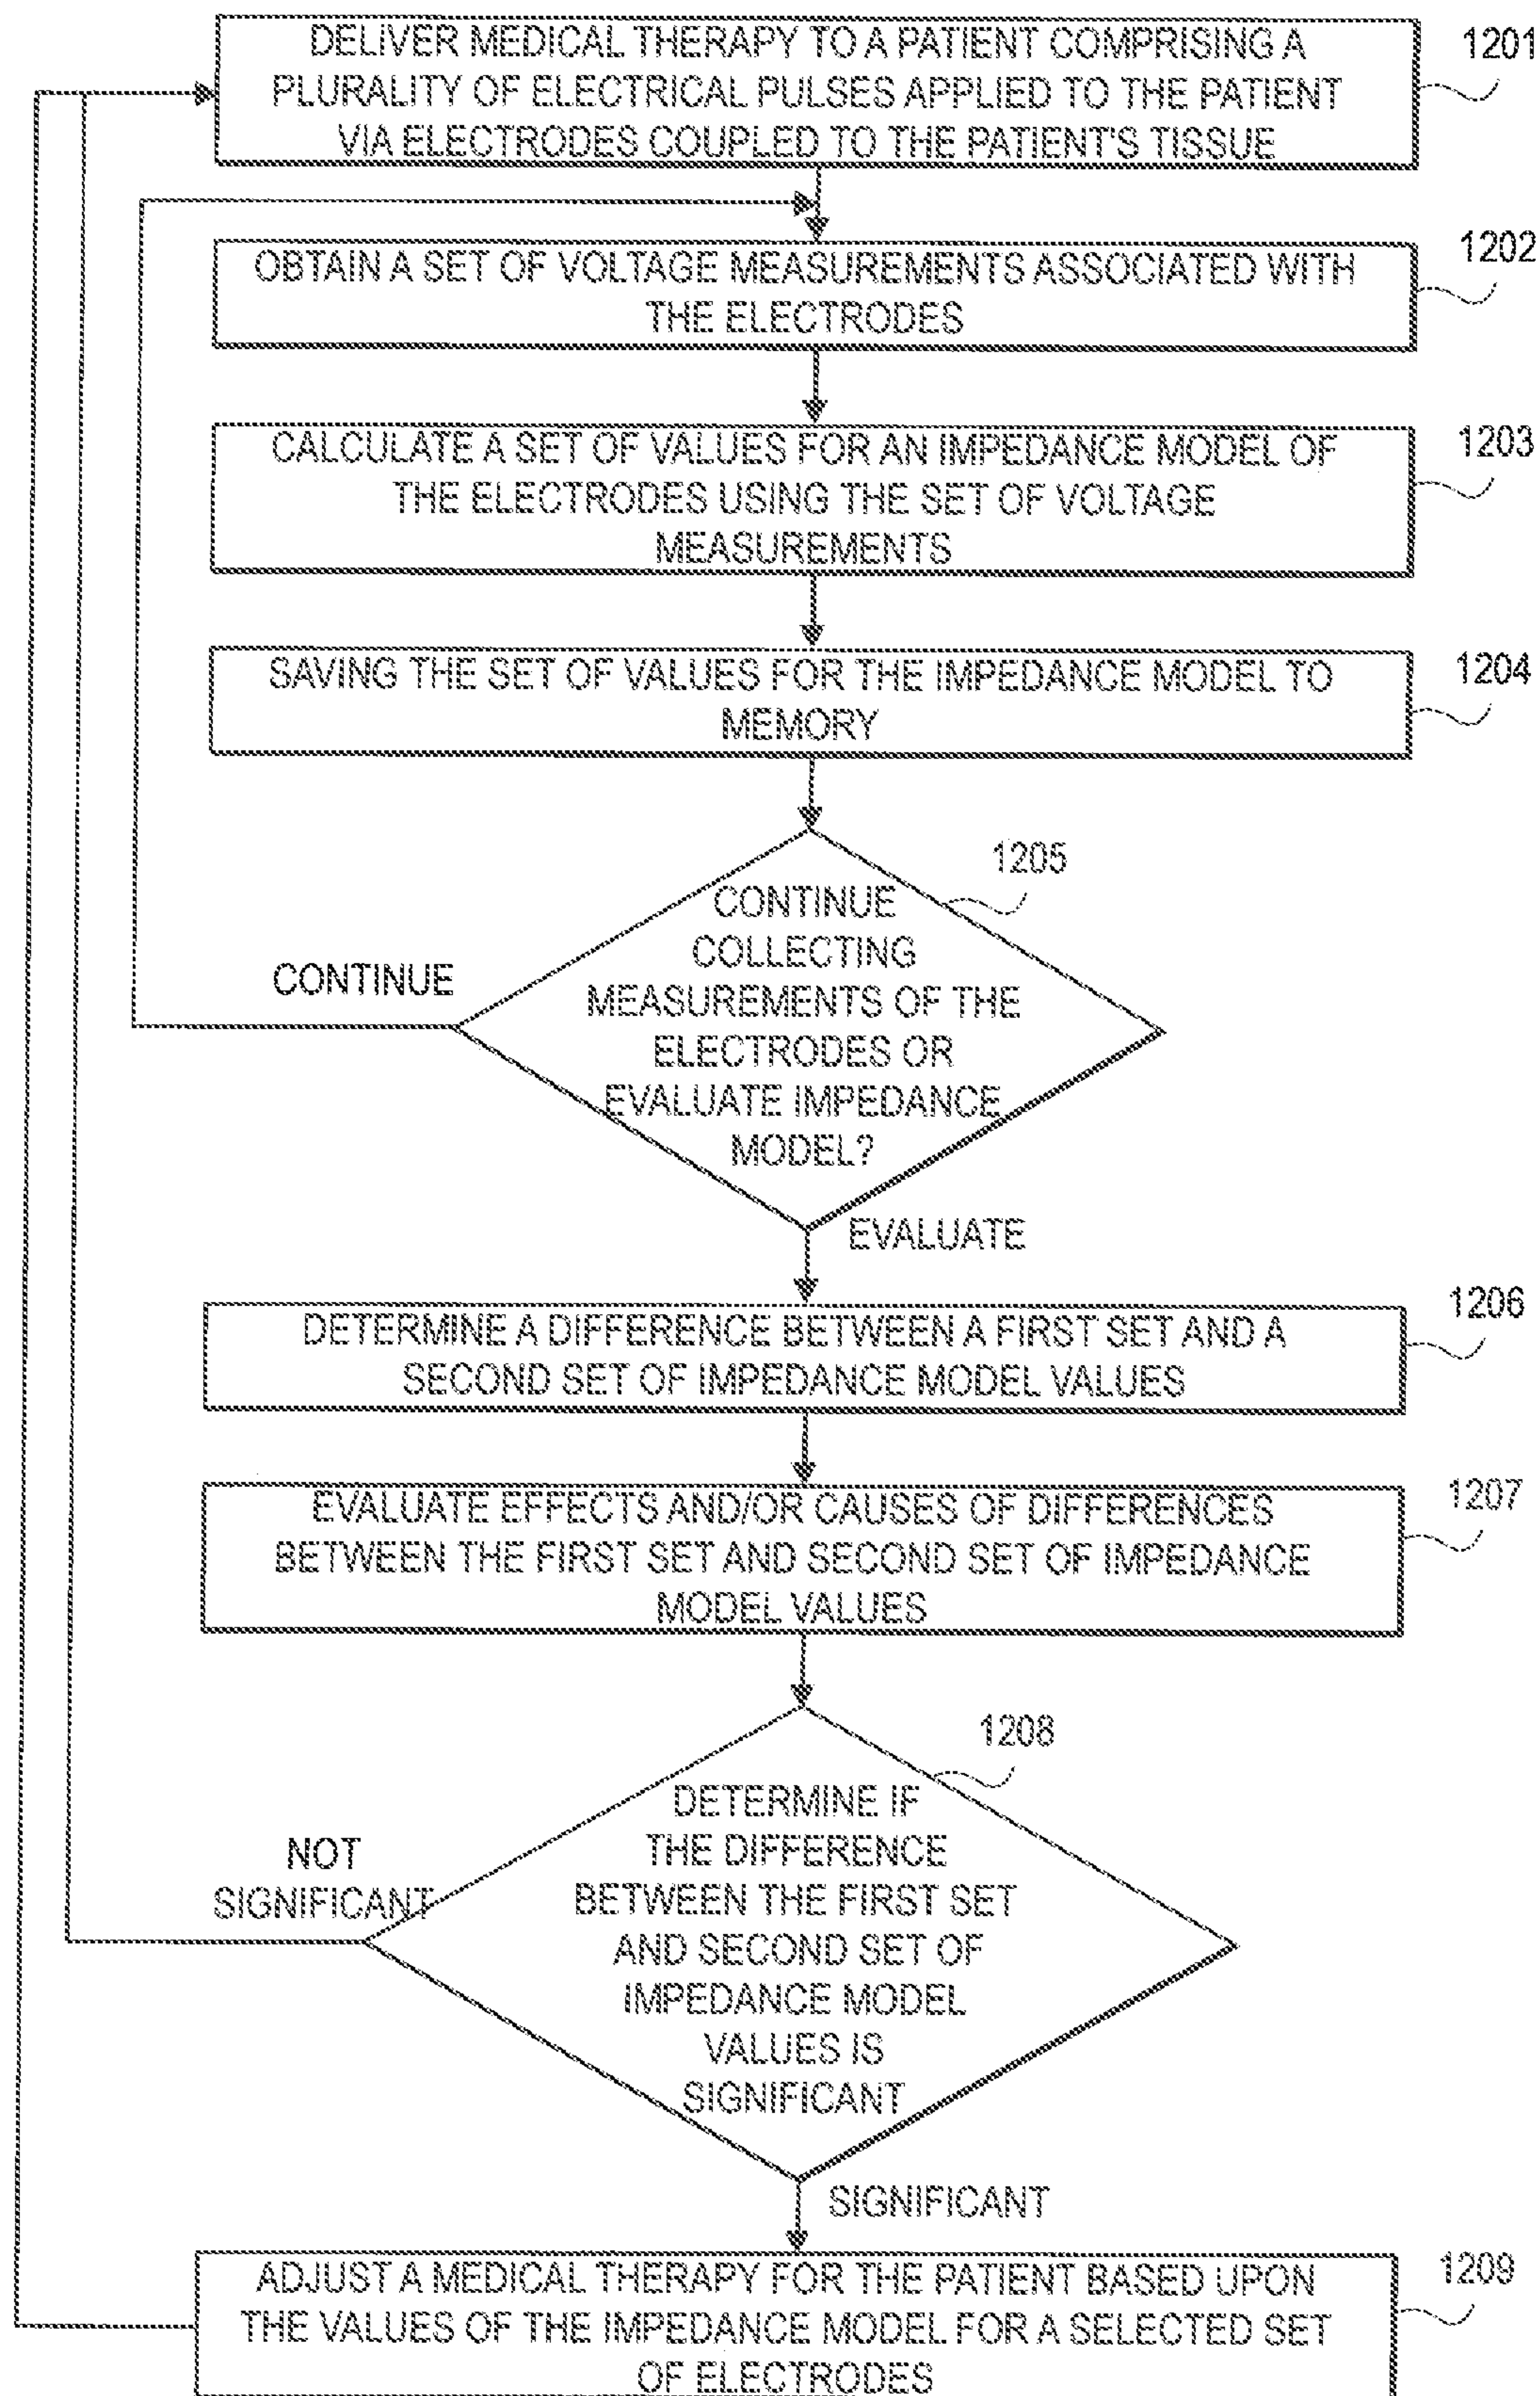 DELIVER MEDICAL THERAPY TO A PATIENT COMPRISING A
PLURALITY OF ELECTRICAL PULSES APPLIED TO THE PATIENT
VIA ELECTRODES COUPLED TO THE PATIENT'S TISSUE
1201
OBTAIN A SET OF VOLTAGE MEASUREMENTS ASSOCIATED WITH
THE ELECTRODES
1202
CALCULATE A SET OF VALUES FOR AN IMPEDANCE MODEL OF
THE ELECTRODES USING THE SET OF VOLTAGE
MEASUREMENTS
1203
SAVING THE SET OF VALUES FOR THE IMPEDANCE MODEL TO
MEMORY
1204
1205
CONTINUE
COLLECTING
MEASUREMENTS OF THE
ELECTRODES OR
EVALUATE IMPEDANCE
MODEL?
CONTINUE
EVALUATE
DETERMINE A DIFFERENCE BETWEEN A FIRST SET AND A
SECOND SET OF IMPEDANCE MODEL VALUES
1206
EVALUATE EFFECTS AND/OR CAUSES OF DIFFERENCES
BETWEEN THE FIRST SET AND SECOND SET OF IMPEDANCE
MODEL VALUES
1207
1208
DETERMINE IF
THE DIFFERENCE
BETWEEN THE FIRST SET
AND SECOND SET OF
IMPEDANCE MODEL
VALUES IS
SIGNIFICANT
NOT
SIGNIFICANT
SIGNIFICANT
ADJUST A MEDICAL THERAPY FOR THE PATIENT BASED UPON
THE VALUES OF THE IMPEDANCE MODEL FOR A SELECTED SET
OF ELECTRODES
1209